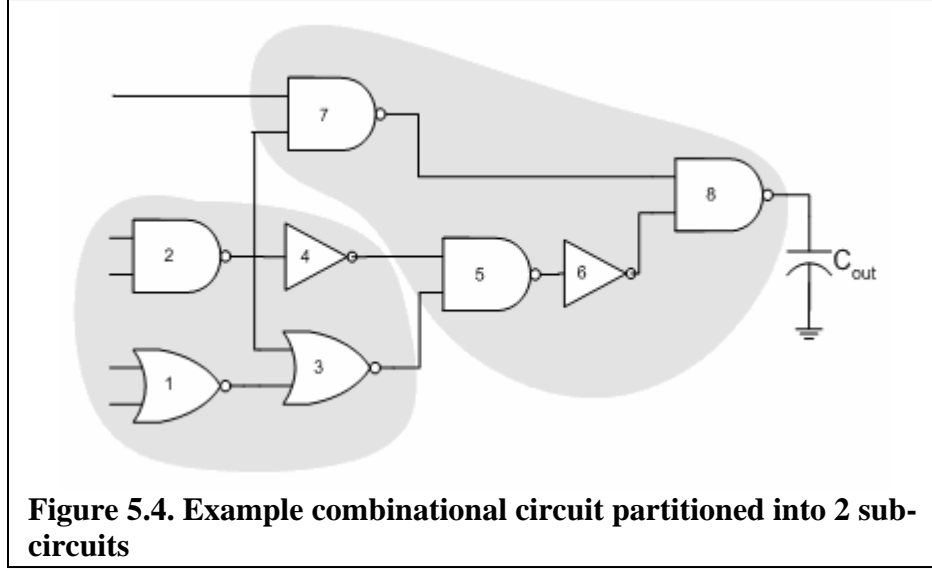 7
8
2
4
5
6
C_out
3
1
Figure 5.4. Example combinational circuit partitioned into 2 sub-
circuits